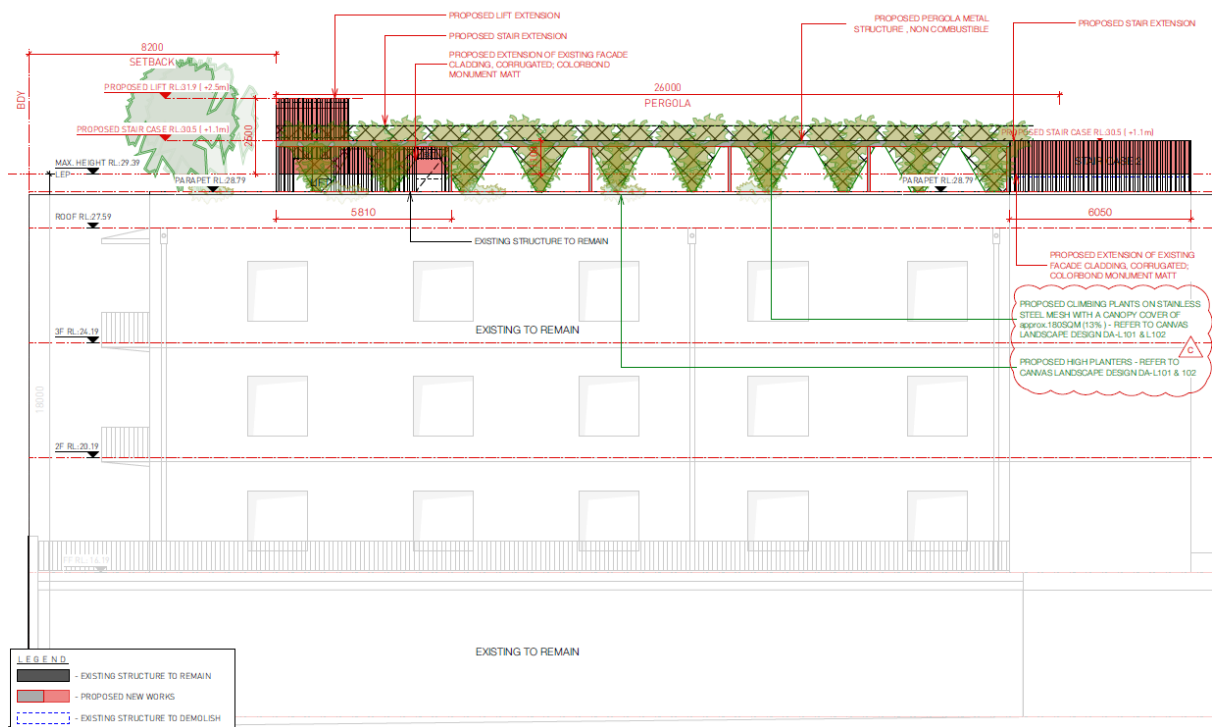 PROPOSED LIFT EXTENSION
PROPOSED STAIR EXTENSION
PROPOSED EXTENSION OF EXISTING FACADE
CLADDING, CORRUGATED;
COLORBOND
MONUMENT MATT
PROPOSED PERGOLA METAL
STRUCTURE , NON COMBUSTIBLE
PROPOSED STAIR EXTENSION
8200
SETBACK
BDY
PROPOSED LIFT RL:31.9 ( +2.5m)
26000
PERGOLA
2500
PROPOSED STAIR CASE RL:30.5 ( +1.1m)
PROPOSED STAIR CASE RL:30.5 ( +1.1m)
MAX. HEIGHT RL:29.39
LEP
STAIR CASE 2
PARAPET RL:28.79
PARAPET RL:28.79
ROOF RL:27.59
5810
6050
EXISTING STRUCTURE TO REMAIN
PROPOSED EXTENSION OF EXISTING
FACADE CLADDING, CORRUGATED;
COLORBOND MONUMENT MATT
PROPOSED CLIMBING PLANTS ON STAINLESS
STEEL MESH WITH A CANOPY COVER OF
approx.180SQM (13% ) - REFER TO CANVAS
LANDSCAPE DESIGN DA-L101 & L102
C
PROPOSED HIGH PLANTERS - REFER TO
CANVAS LANDSCAPE DESIGN DA-L101 & 102
3F RL:24.19
EXISTING TO REMAIN
18000
2F RL:20.19
EXISTING TO REMAIN
LEGEND
- EXISTING STRUCTURE TO REMAIN
- PROPOSED NEW WORKS
- EXISTING STRUCTURE TO DEMOLISH